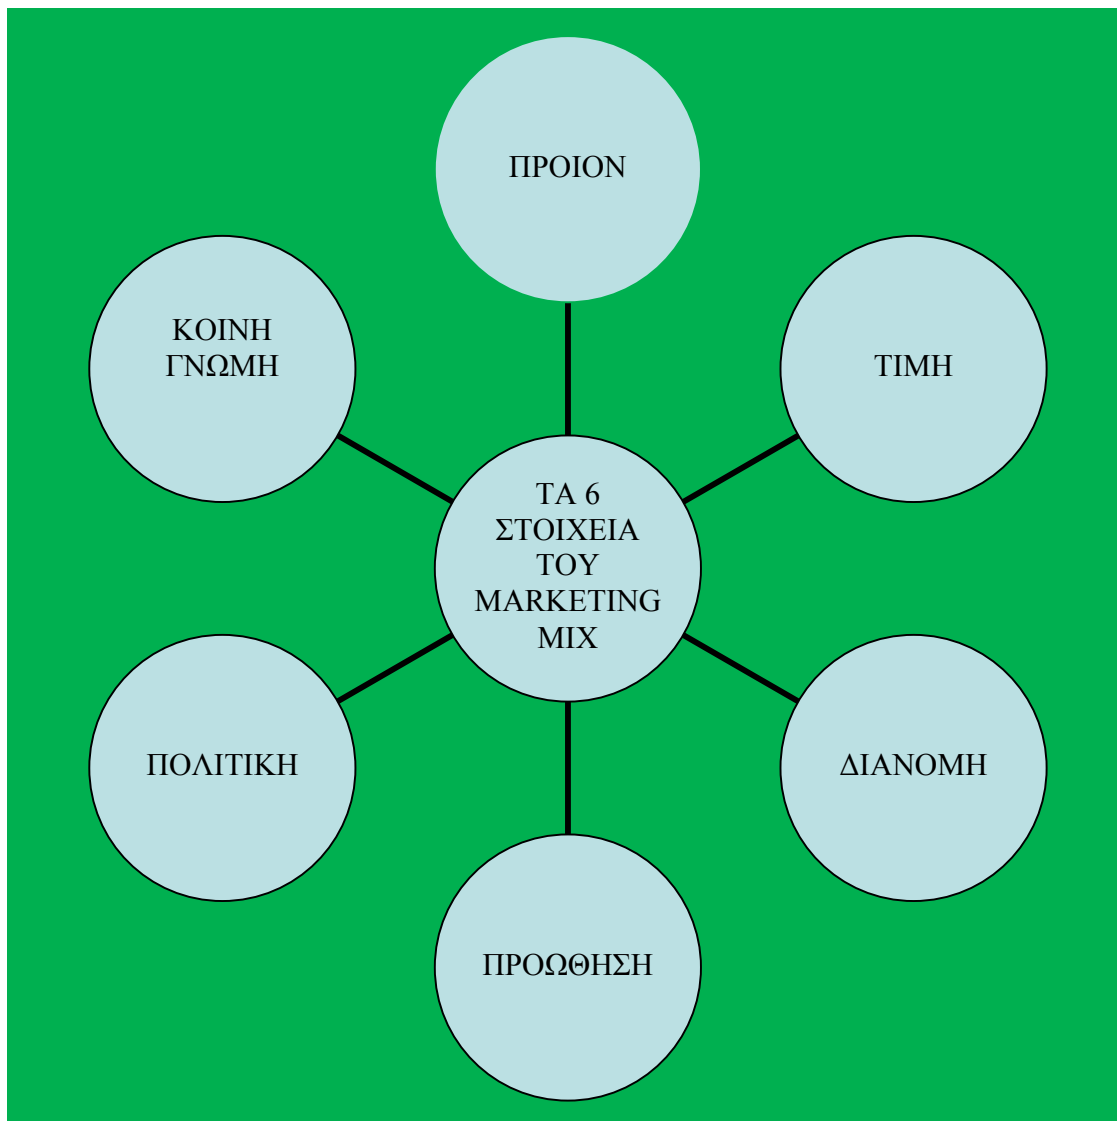 ΠΡΟΙΟΝ
ΚΟΙΝΗ
ΓΝΩΜΗ
ΤΙΜΗ
ΤΑ 6
ΣΤΟΙΧΕΙΑ
ΤΟΥ
MARKETING
MIX
ΠΟΛΙΤΙΚΗ
ΔΙΑΝΟΜΗ
ΠΡΟΩΘΗΣΗ